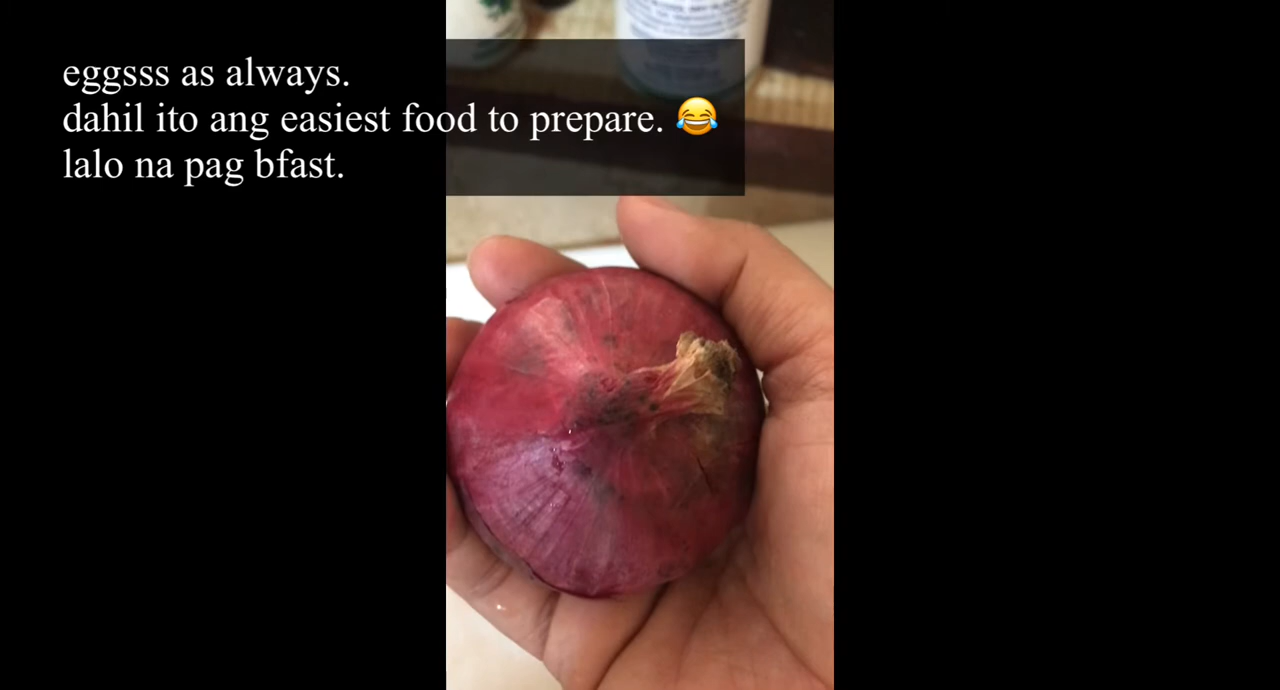 eggsss as always.
dahil ito ang easiest food to prepare. 😂
lalo na pag bfast.